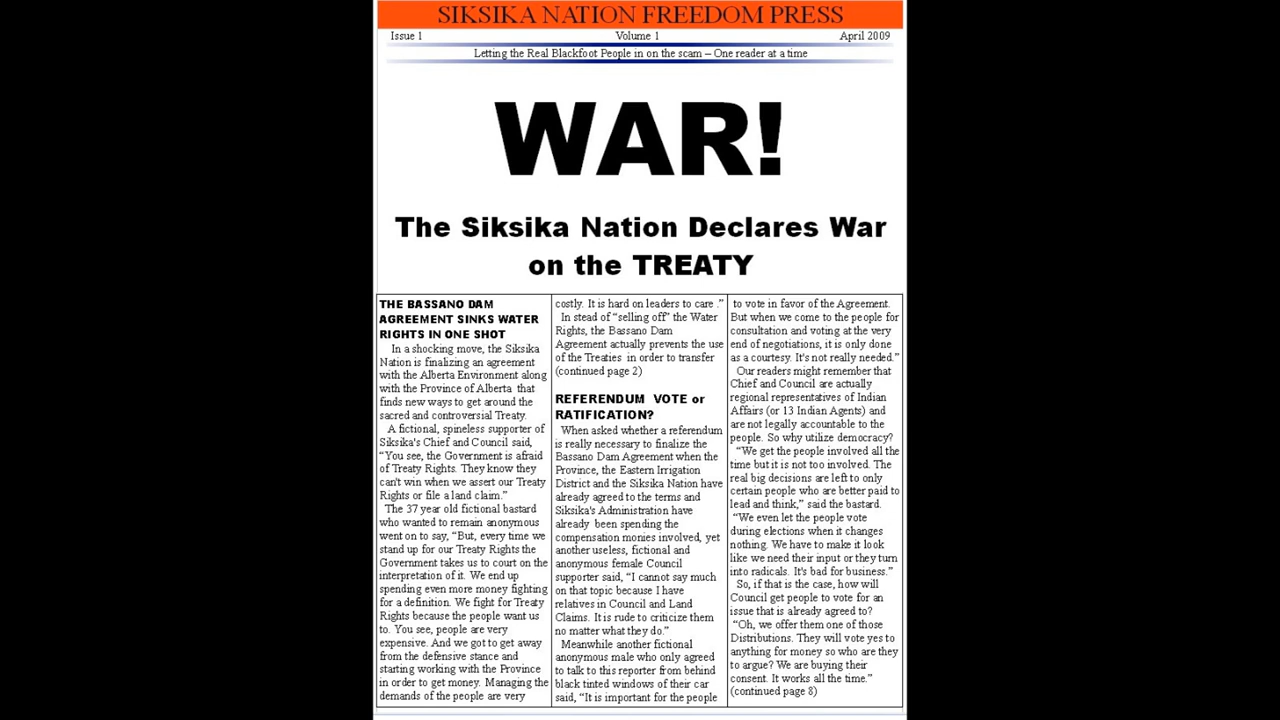 SIKSIKA NATION FREEDOM PRESS
Issue 1 Volume 1 April 2009
Letting the Real Blackfoot People in on the scam – One reader at a time
WAR!
The Siksika Nation Declares War
on the TREATY
THE BASSANO DAM
AGREEMENT SINKS WATER
RIGHTS IN ONE SHOT
In a shocking move, the Siksika
Nation is finalizing an agreement
with the Alberta Environment along
with the Province of Alberta that
finds new ways to get around the
sacred and controversial Treaty.
A fictional, spineless supporter of
Siksika's Chief and Council said,
“You see, the Government is afraid
of Treaty Rights. They know they
can't win when we assert our Treaty
Rights or file a land claim.”
The 37 year old fictional bastard
who wanted to remain anonymous
went on to say, “But, every time we
stand up for our Treaty Rights the
Government takes us to court on the
interpretation of it. We end up
spending even more money fighting
for a definition. We fight for Treaty
Rights because the people want us
to. You see, people are very
expensive. And we got to get away
from the defensive stance and
starting working with the Province
in order to get money. Managing the
demands of the people are very
costly. It is hard on leaders to care .”
In stead of “selling off” the Water
Rights, the Bassano Dam
Agreement actually prevents the use
of the Treaties in order to transfer
(continued page 2)
REFERENDUM VOTE or
RATIFICATION?
When asked whether a referendum
is really necessary to finalize the
Bassano Dam Agreement when the
Province, the Eastern Irrigation
District and the Siksika Nation have
already agreed to the terms and
Siksika's Administration have
already been spending the
compensation monies involved, yet
another useless, fictional and
anonymous female Council
supporter said, “I cannot say much
on that topic because I have
relatives in Council and Land
Claims. It is rude to criticize them
no matter what they do.”
Meanwhile another fictional
anonymous male who only agreed
to talk to this reporter from behind
black tinted windows of their car
said, “It is important for the people
to vote in favor of the Agreement.
But when we come to the people for
consultation and voting at the very
end of negotiations, it is only done
as a courtesy. It's not really needed.”
Our readers might remember that
Chief and Council are actually
regional representatives of Indian
Affairs (or 13 Indian Agents) and
are not legally accountable to the
people. So why utilize democracy?
“We get the people involved all the
time but it is not too involved. The
real big decisions are left to only
certain people who are better paid to
lead and think,” said the bastard.
“We even let the people vote
during elections when it changes
nothing. We have to make it look
like we need their input or they turn
into radicals. It's bad for business.”
So, if that is the case, how will
Council get people to vote for an
issue that is already agreed to?
“Oh, we offer them one of those
Distributions. They will vote yes to
anything for money so who are they
to argue? We are buying their
consent. It works all the time.”
(continued page 8)